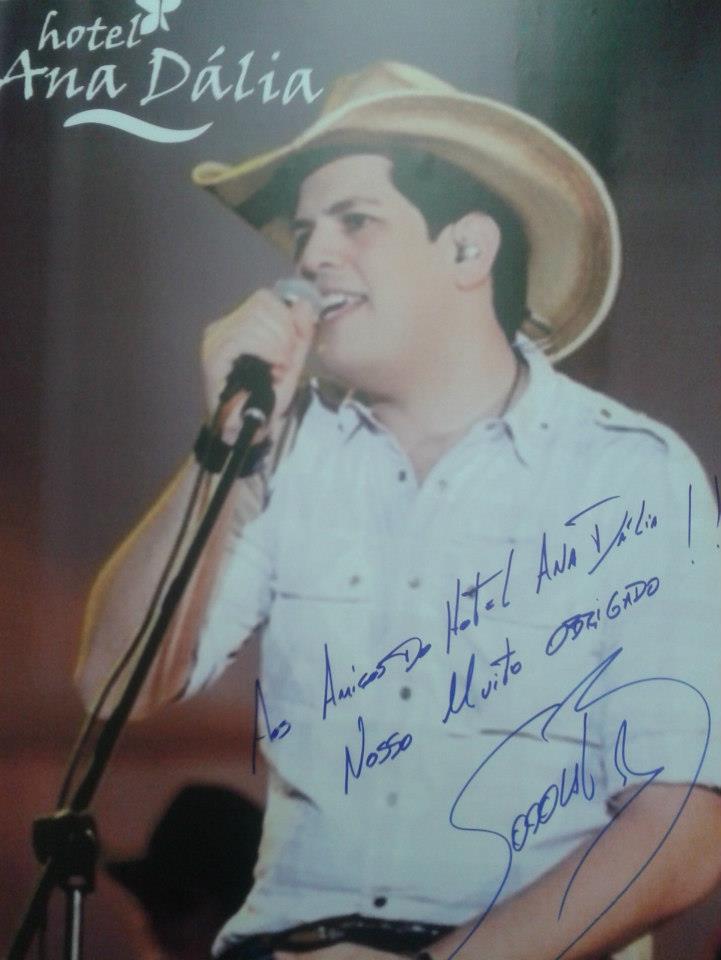 hotel
Ana Dália
Aos Amigos Do Hotel Ana Dália !!
Nosso Muito OBRIGADO